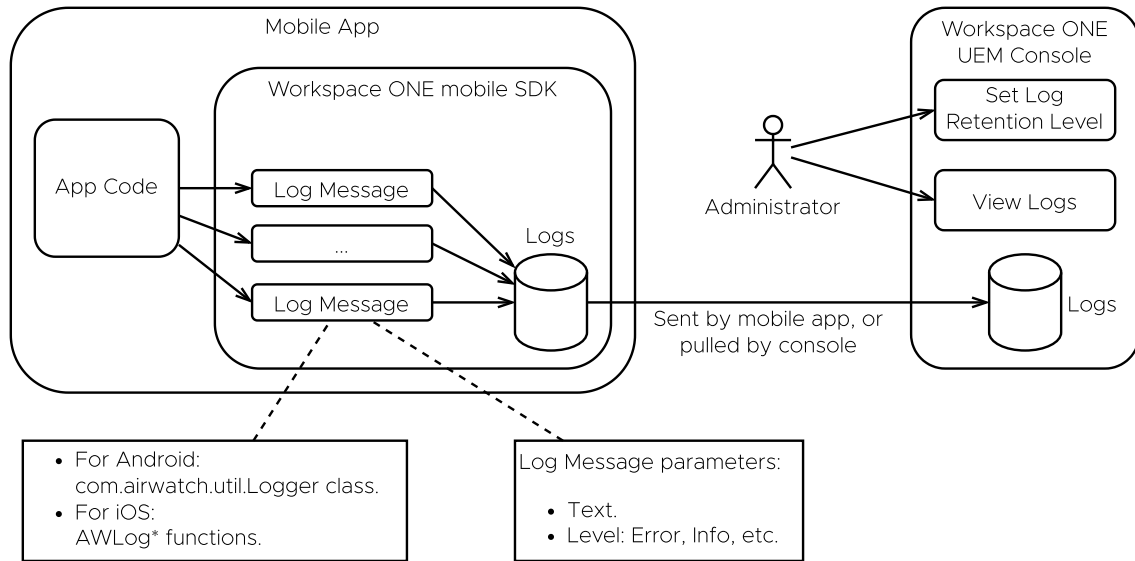 Mobile App
Workspace ONE mobile SDK
App Code
Log Message
...
Log Message
Logs
Sent by mobile app, or
pulled by console
Administrator
Workspace ONE
UEM Console
Set Log
Retention Level
View Logs
Logs
• For Android:
com.airwatch.util.Logger class.
• For iOS:
AWLog* functions.
Log Message parameters:
• Text.
• Level: Error, Info, etc.